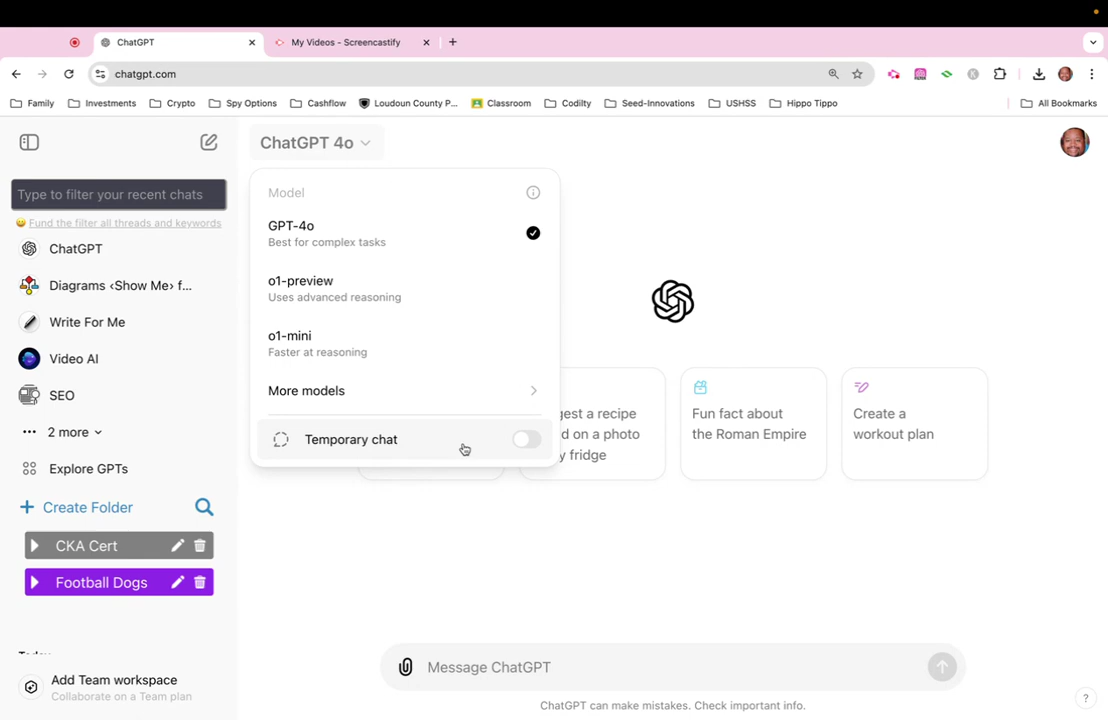 ChatGPT
My Videos - Screencastify
chatgpt.com
Family
Investments
Crypto
Spy Options
Cashflow
Loudoun County P...
Classroom
Codility
Seed-Innovations
USHSS
Hippo Tippo
All Bookmarks
ChatGPT 4o
Type to filter your recent chats
Fund the filter all threads and keywords
ChatGPT
Diagrams ‹Show Me› f...
Write For Me
Video AI
SEO
2 more
Explore GPTs
Create Folder
CKA Cert
Football Dogs
Add Team workspace
Collaborate on a Team plan
Model
GPT-4o
Best for complex tasks
o1-preview
Uses advanced reasoning
o1-mini
Faster at reasoning
More models
Temporary chat
gest a recipe
d on a photo
y fridge
Fun fact about
the Roman Empire
Create a
workout plan
Message ChatGPT
ChatGPT can make mistakes. Check important info.
?